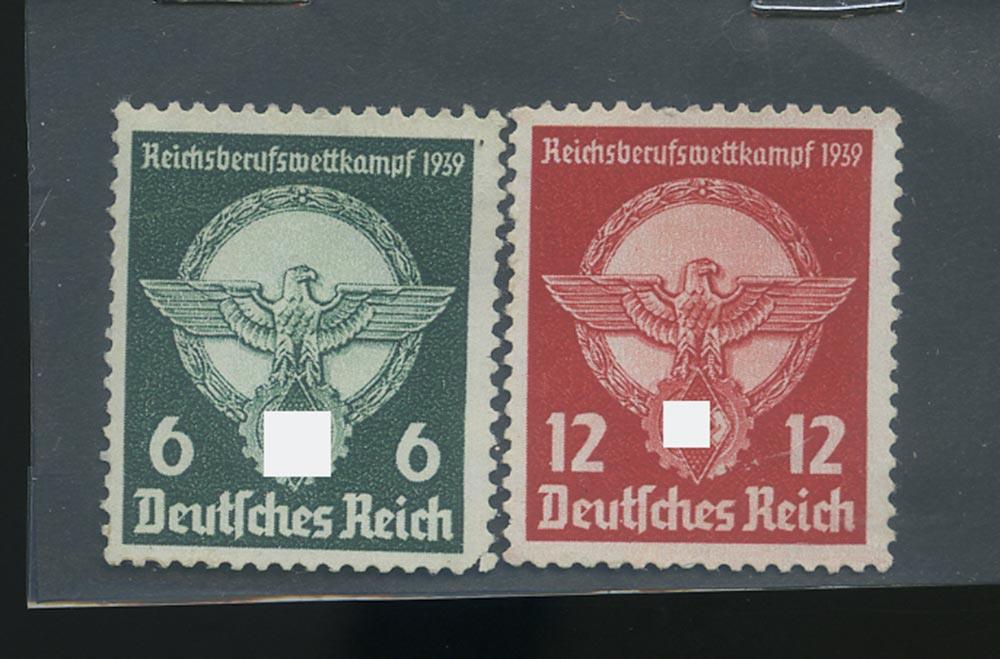 Reichsberufswettkampf 1939
6 6
Deutsches Reich
Reichsberufswettkampf 1939
12 12
Deutsches Reich